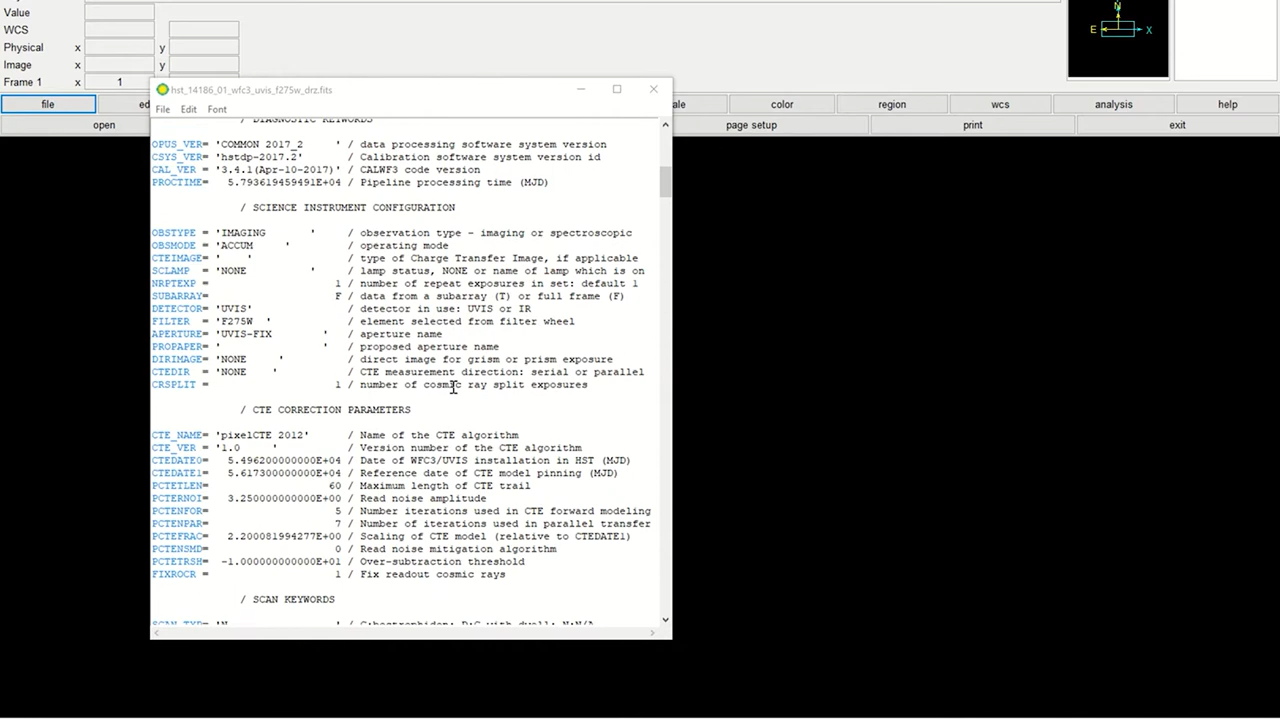 Value
WCS
Physical x y
Image x y
Frame 1 x 1
N
E X
file ed ale color region wcs analysis help
open page setup print exit
hst_14186_01_wfc3_uvis_f275w_drz.fits
File Edit Font
/ DIAGNOSTIC KEYWORDS
OPUS_VER= 'COMMON 2017_2 ' / data processing software system version
CSYS_VER= 'hstdp-2017.2' / Calibration software system version id
CAL_VER = '3.4.1(Apr-10-2017)' / CALWF3 code version
PROCTIME= 5.793619459491E+04 / Pipeline processing time (MJD)
/ SCIENCE INSTRUMENT CONFIGURATION
OBSTYPE = 'IMAGING ' / observation type - imaging or spectroscopic
OBSMODE = 'ACCUM ' / operating mode
CTEIMAGE= ' ' / type of Charge Transfer Image, if applicable
SCLAMP = 'NONE ' / lamp status, NONE or name of lamp which is on
NRPTEXP = 1 / number of repeat exposures in set: default 1
SUBARRAY= F / data from a subarray (T) or full frame (F)
DETECTOR= 'UVIS' / detector in use: UVIS or IR
FILTER = 'F275W ' / element selected from filter wheel
APERTURE= 'UVIS-FIX ' / aperture name
PROPAPER= ' ' / proposed aperture name
DIRIMAGE= 'NONE ' / direct image for grism or prism exposure
CTEDIR = 'NONE ' / CTE measurement direction: serial or parallel
CRSPLIT = 1 / number of cosmic ray split exposures
/ CTE CORRECTION PARAMETERS
CTE_NAME= 'pixelCTE 2012' / Name of the CTE algorithm
CTE_VER = '1.0 ' / Version number of the CTE algorithm
CTEDATE0= 5.496200000000E+04 / Date of WFC3/UVIS installation in HST (MJD)
CTEDATE1= 5.617300000000E+04 / Reference date of CTE model pinning (MJD)
PCTETLEN= 60 / Maximum length of CTE trail
PCTERNOI= 3.250000000000E+00 / Read noise amplitude
PCTENFOR= 5 / Number iterations used in CTE forward modeling
PCTENPAR= 7 / Number of iterations used in parallel transfer
PCTEFRAC= 2.200081994277E+00 / Scaling of CTE model (relative to CTEDATE1)
PCTENSMD= 0 / Read noise mitigation algorithm
PCTETRSH= -1.000000000000E+01 / Over-subtraction threshold
FIXROCR = 1 / Fix readout cosmic rays
/ SCAN KEYWORDS